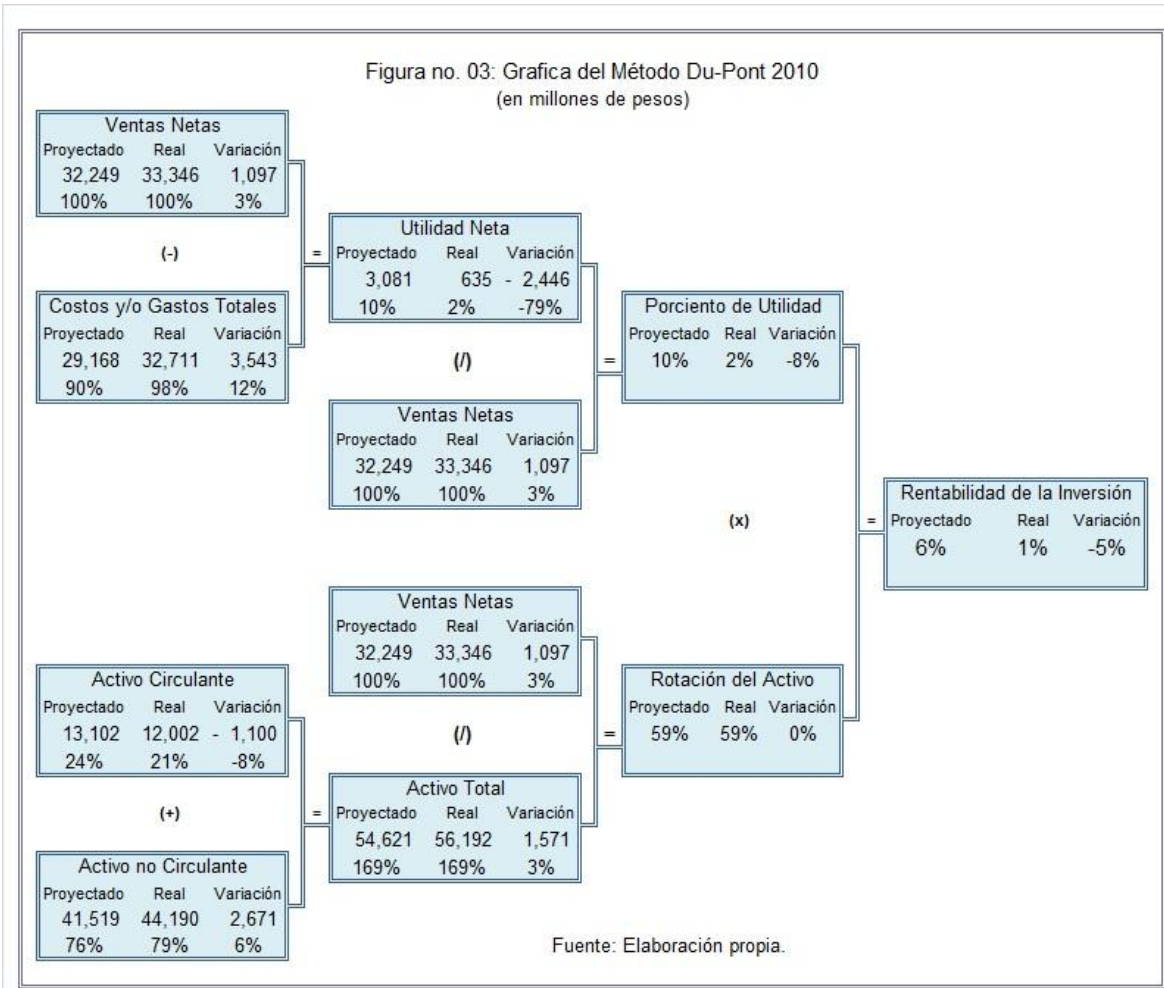 Figura no. 03: Grafica del Método Du-Pont 2010
(en millones de pesos)
Ventas Netas
Proyectado Real Variación
32,249 33,346 1,097
100% 100% 3%
(-)
Costos y/o Gastos Totales
Proyectado Real Variación
29,168 32,711 3,543
90% 98% 12%
=
Utilidad Neta
Proyectado Real Variación
3,081 635 - 2,446
10% 2% -79%
(/)
Ventas Netas
Proyectado Real Variación
32,249 33,346 1,097
100% 100% 3%
=
Porciento de Utilidad
Proyectado Real Variación
10% 2% -8%
(x)
=
Rentabilidad de la Inversión
Proyectado Real Variación
6% 1% -5%
Ventas Netas
Proyectado Real Variación
32,249 33,346 1,097
100% 100% 3%
(/)
=
Rotación del Activo
Proyectado Real Variación
59% 59% 0%
Activo Circulante
Proyectado Real Variación
13,102 12,002 - 1,100
24% 21% -8%
(+)
=
Activo Total
Proyectado Real Variación
54,621 56,192 1,571
169% 169% 3%
Activo no Circulante
Proyectado Real Variación
41,519 44,190 2,671
76% 79% 6%
Fuente: Elaboración propia.